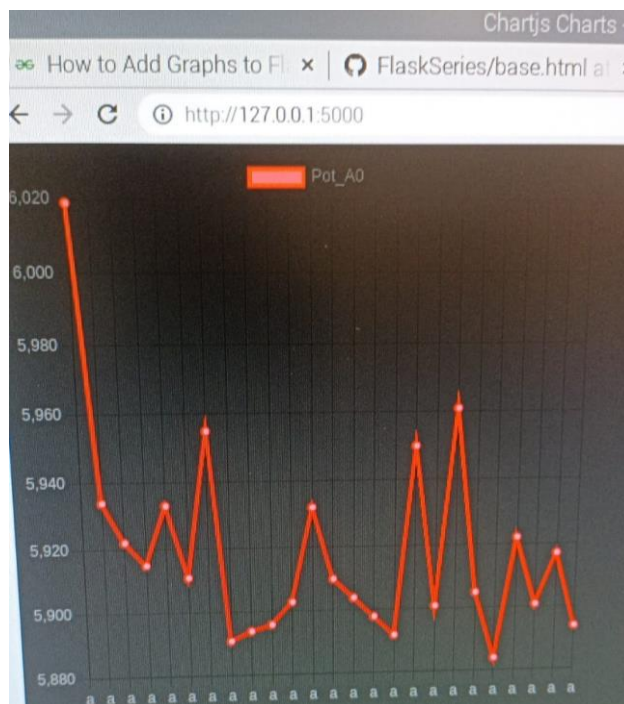 Chartjs Charts -
How to Add Graphs to Fl × FlaskSeries/base.html at
http://127.0.0.1:5000
Pot_A0
6,020
6,000
5,980
5,960
5,940
5,920
5,900
5,880
a a a a a a a a a a a a a a a a a a a a a a a a